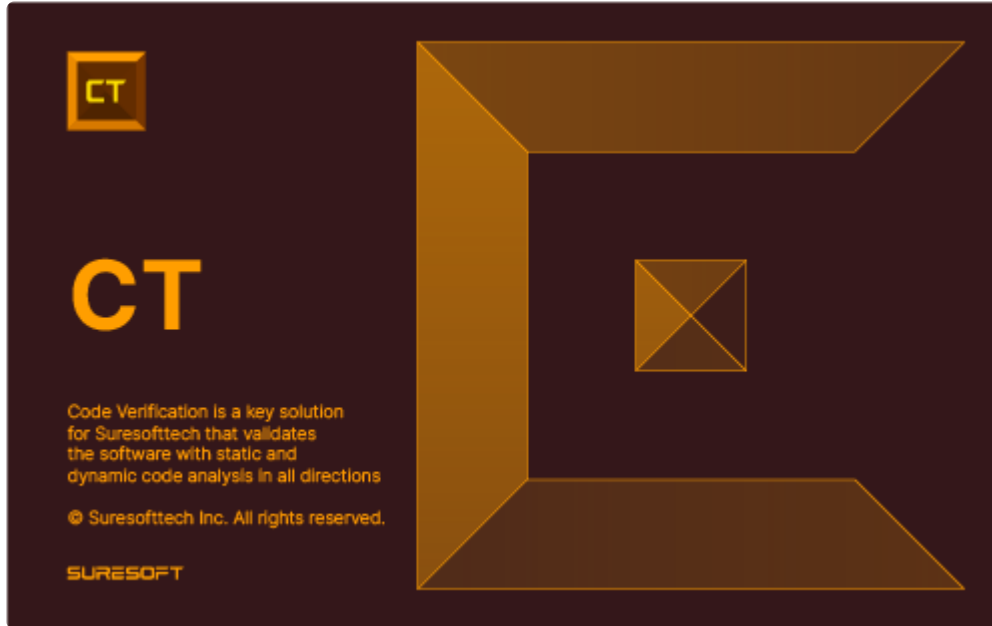 CT
CT
Code Verification is a key solution
for Suresofttech that validates
the software with static and
dynamic code analysis in all directions
© Suresofttech Inc. All rights reserved.
SURESOFT